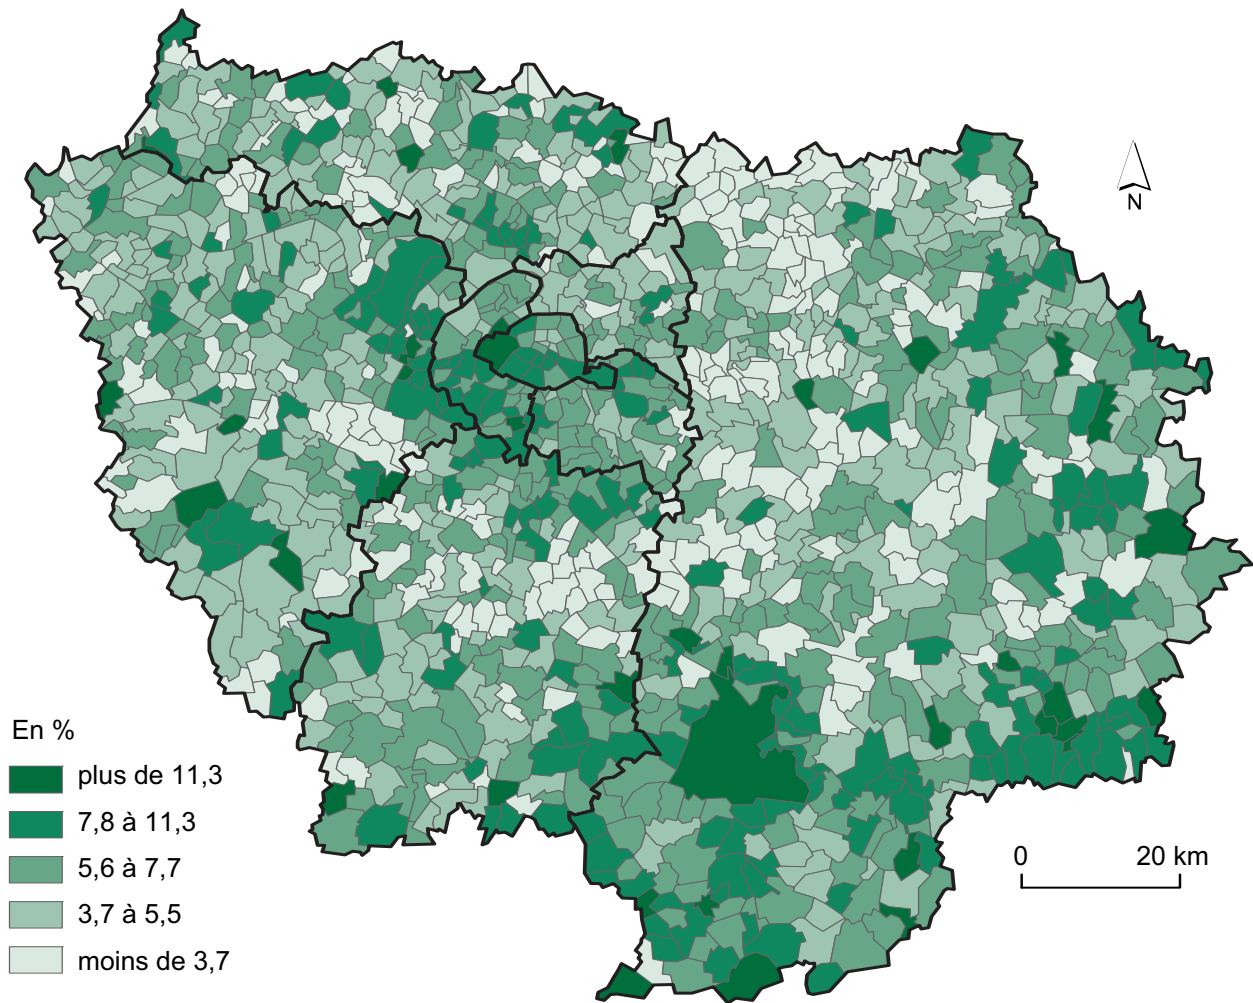 N
En %
plus de 11,3
7,8 à 11,3
5,6 à 7,7
3,7 à 5,5
moins de 3,7
0 20 km